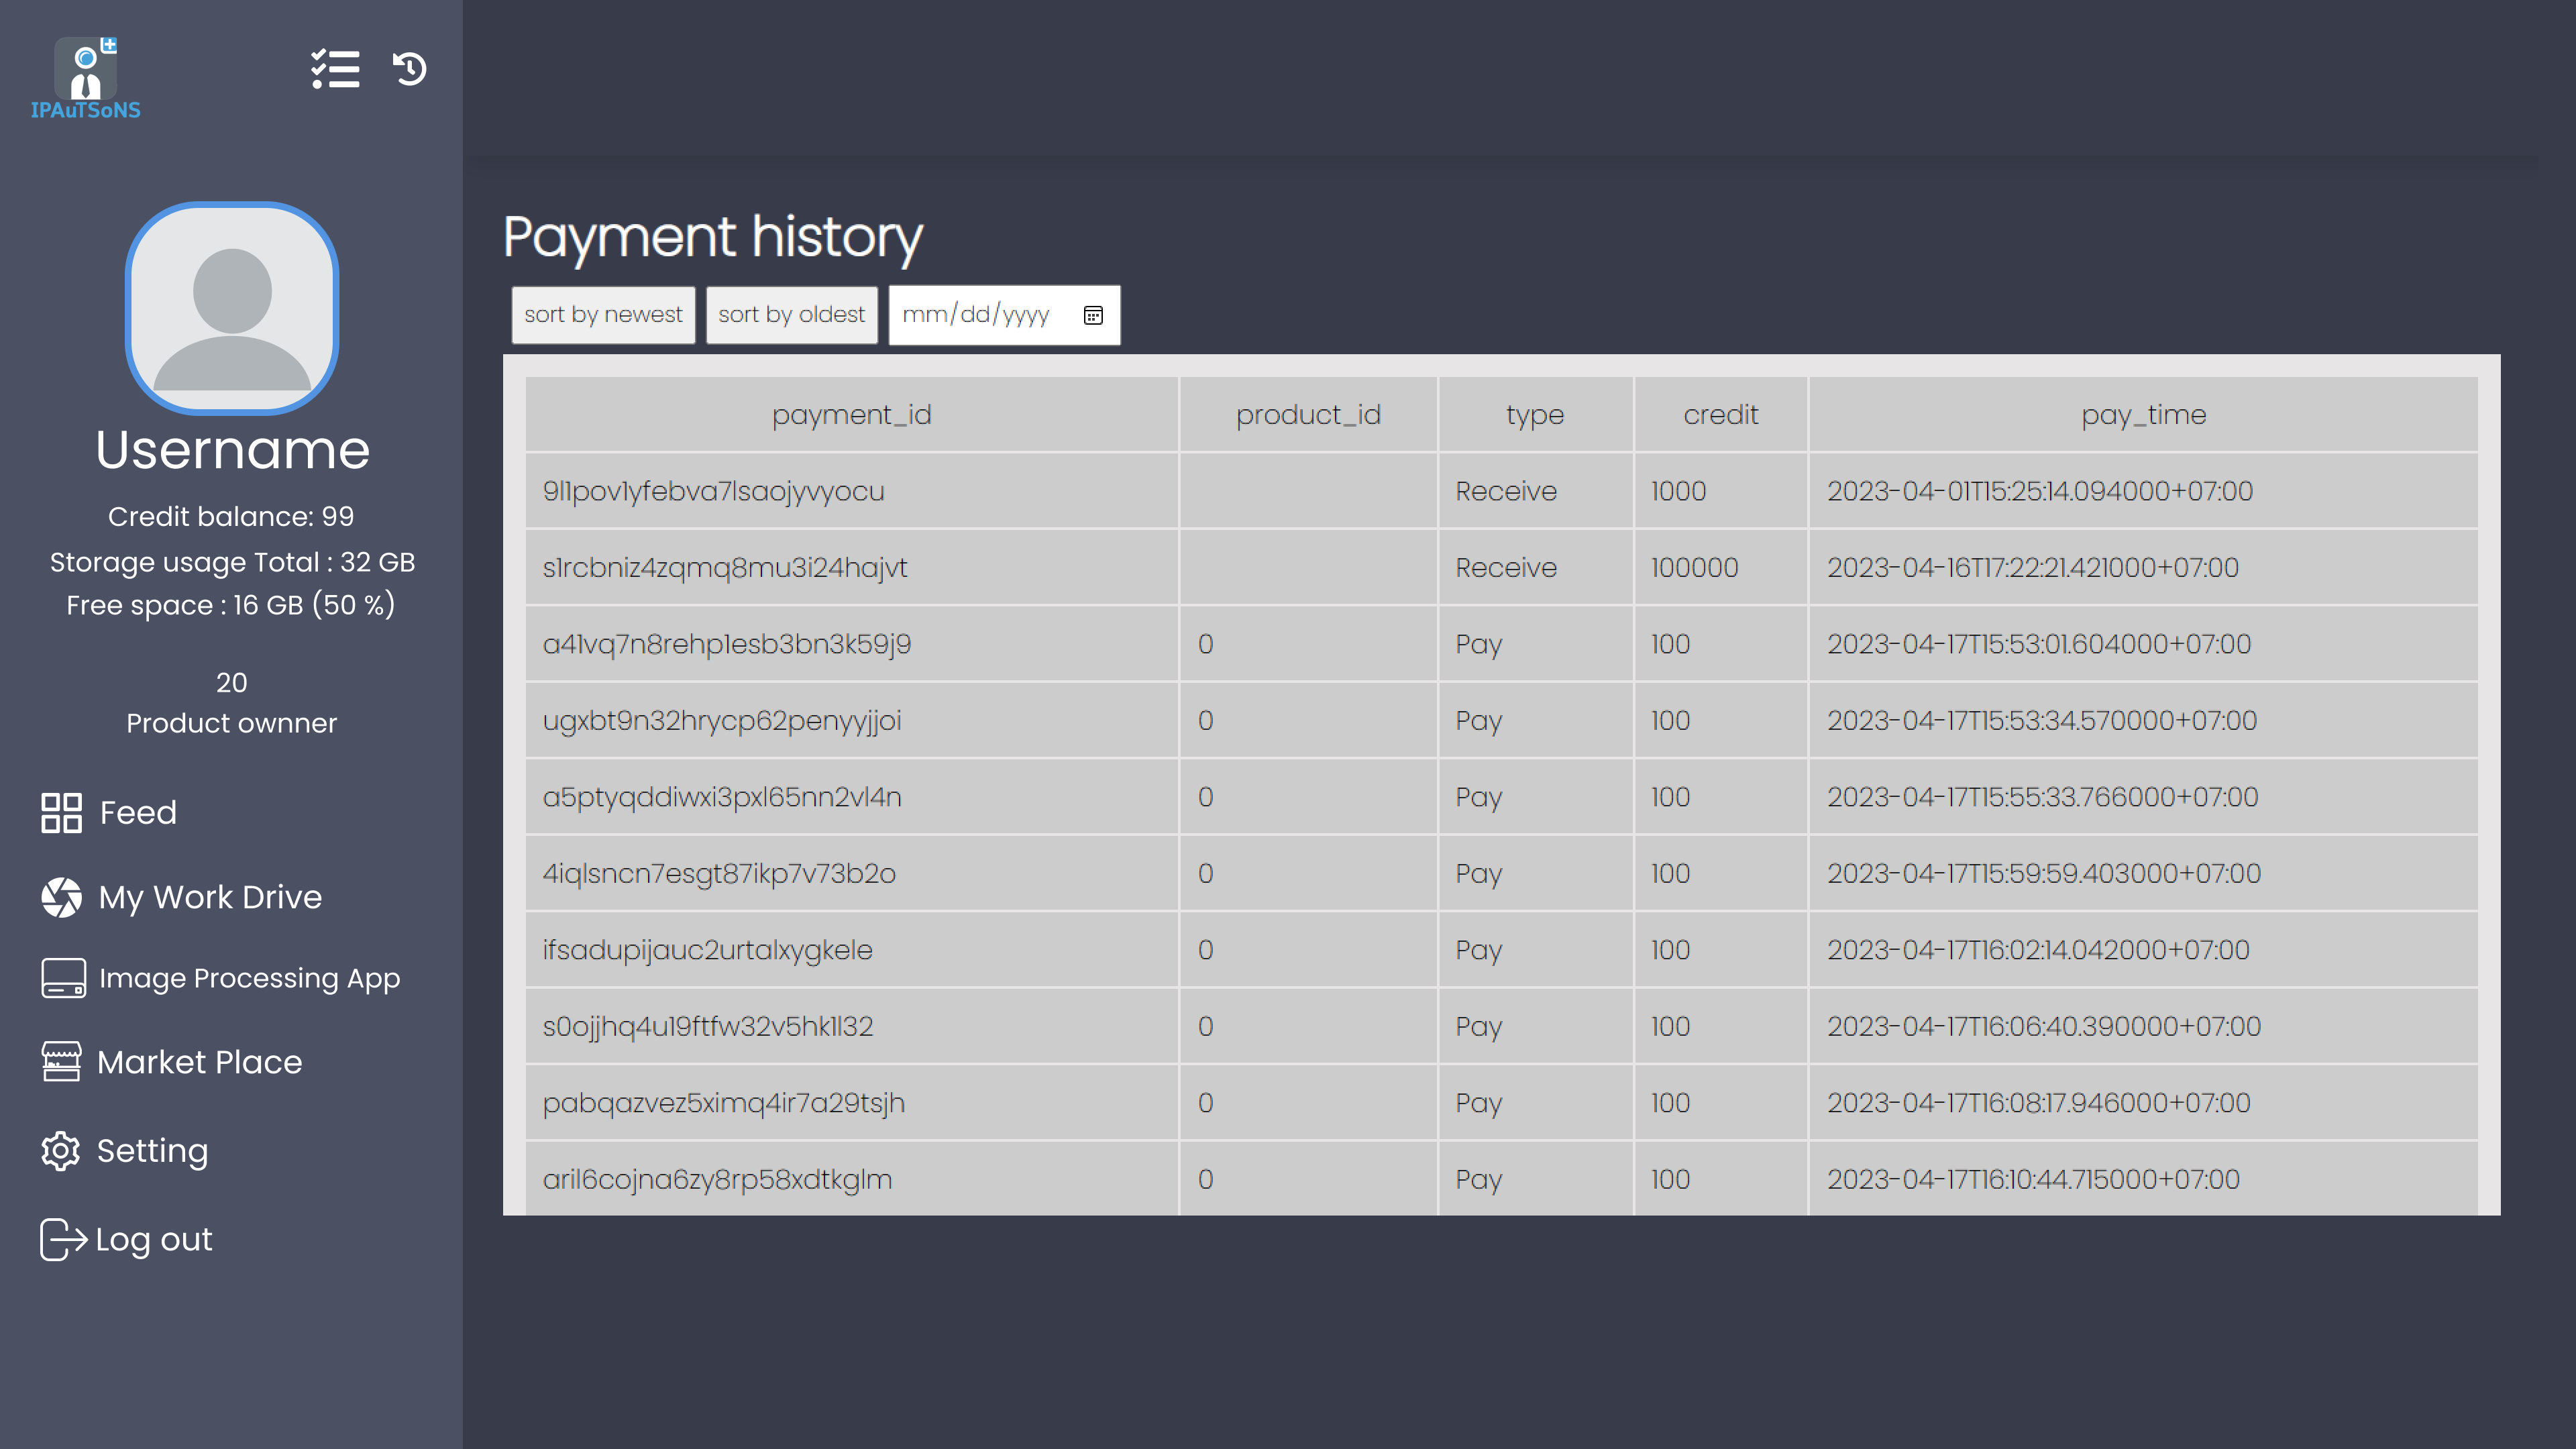 IPAuTSoNS
Username
Credit balance: 99
Storage usage Total : 32 GB
Free space : 16 GB (50 %)
20
Product ownner
Feed
My Work Drive
Image Processing App
Market Place
Setting
Log out
Payment history
sort by newest sort by oldest mm/dd/yyyy
payment_id product_id type credit pay_time
9l1pov1yfebva7lsaojyvyocu Receive 1000 2023-04-01T15:25:14.094000+07:00
s1rcbniz4zqmq8mu3i24hajvt Receive 100000 2023-04-16T17:22:21.421000+07:00
a41vq7n8rehp1esb3bn3k59j9 0 Pay 100 2023-04-17T15:53:01.604000+07:00
ugxbt9n32hrycp62penyyjjoi 0 Pay 100 2023-04-17T15:53:34.570000+07:00
a5ptyqddiwxi3pxl65nn2vl4n 0 Pay 100 2023-04-17T15:55:33.766000+07:00
4iqlsncn7esgt87ikp7v73b2o 0 Pay 100 2023-04-17T15:59:59.403000+07:00
ifsadupijauc2urtalxygkele 0 Pay 100 2023-04-17T16:02:14.042000+07:00
s0ojjhq4u19ftfw32v5hk1l32 0 Pay 100 2023-04-17T16:06:40.390000+07:00
pabqazvez5ximq4ir7a29tsjh 0 Pay 100 2023-04-17T16:08:17.946000+07:00
aril6cojna6zy8rp58xdtkglm 0 Pay 100 2023-04-17T16:10:44.715000+07:00